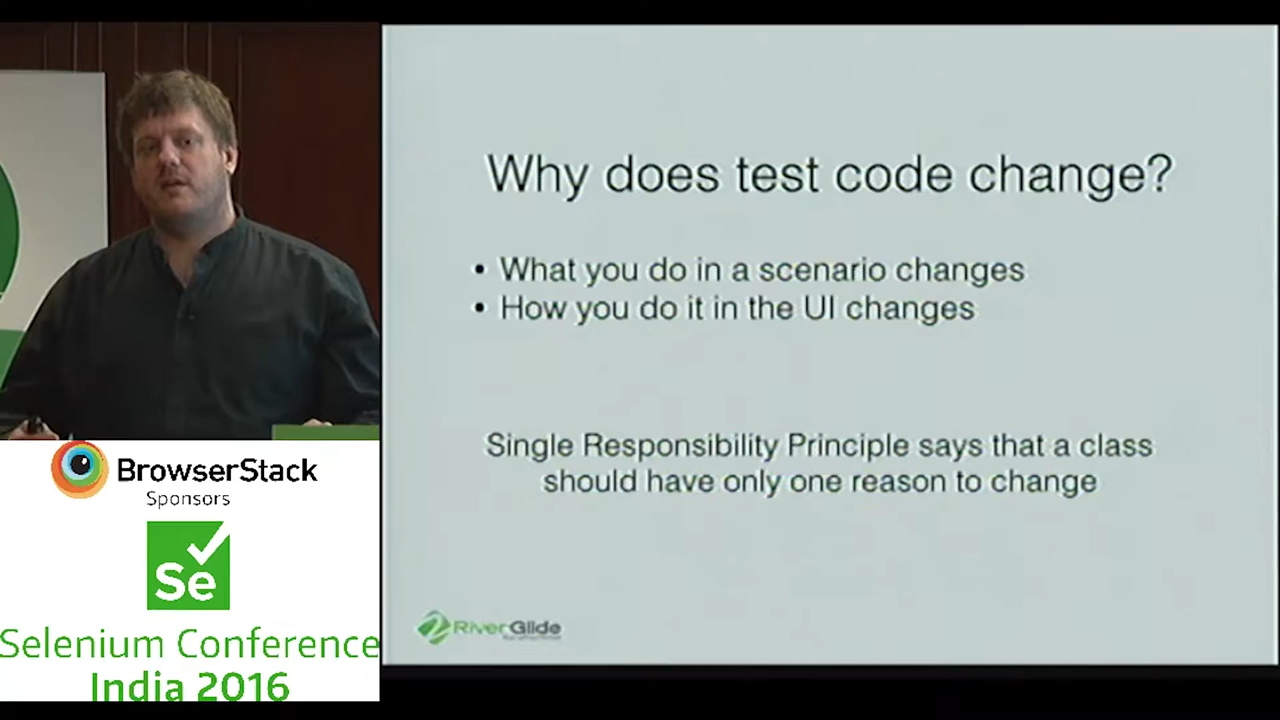 Why does test code change?
• What you do in a scenario changes
• How you do it in the UI changes
Single Responsibility Principle says that a class
should have only one reason to change
RiverGlide
BrowserStack
Sponsors
Se
Selenium Conference
India 2016